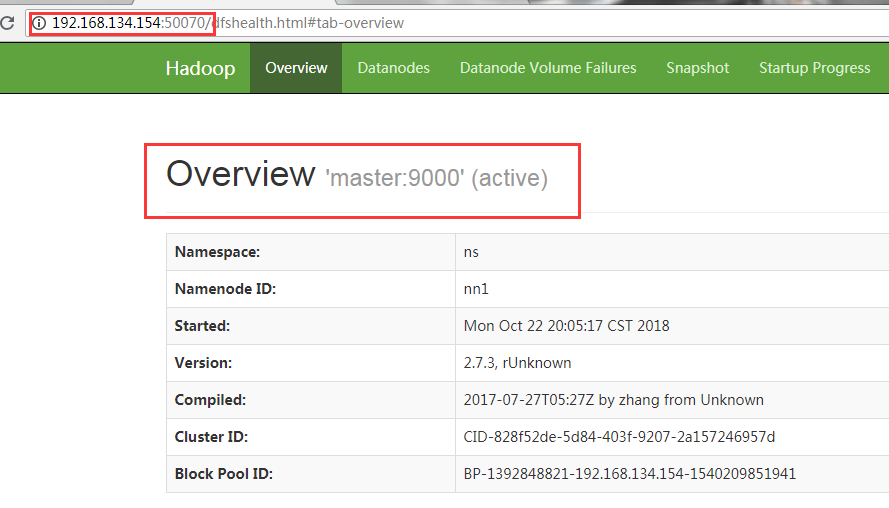 192.168.134.154:50070/dfshealth.html#tab-overview
Hadoop Overview Datanodes Datanode Volume Failures Snapshot Startup Progress
Overview 'master:9000' (active)
Namespace: ns
Namenode ID: nn1
Started: Mon Oct 22 20:05:17 CST 2018
Version: 2.7.3, rUnknown
Compiled: 2017-07-27T05:27Z by zhang from Unknown
Cluster ID: CID-828f52de-5d84-403f-9207-2a157246957d
Block Pool ID: BP-1392848821-192.168.134.154-1540209851941